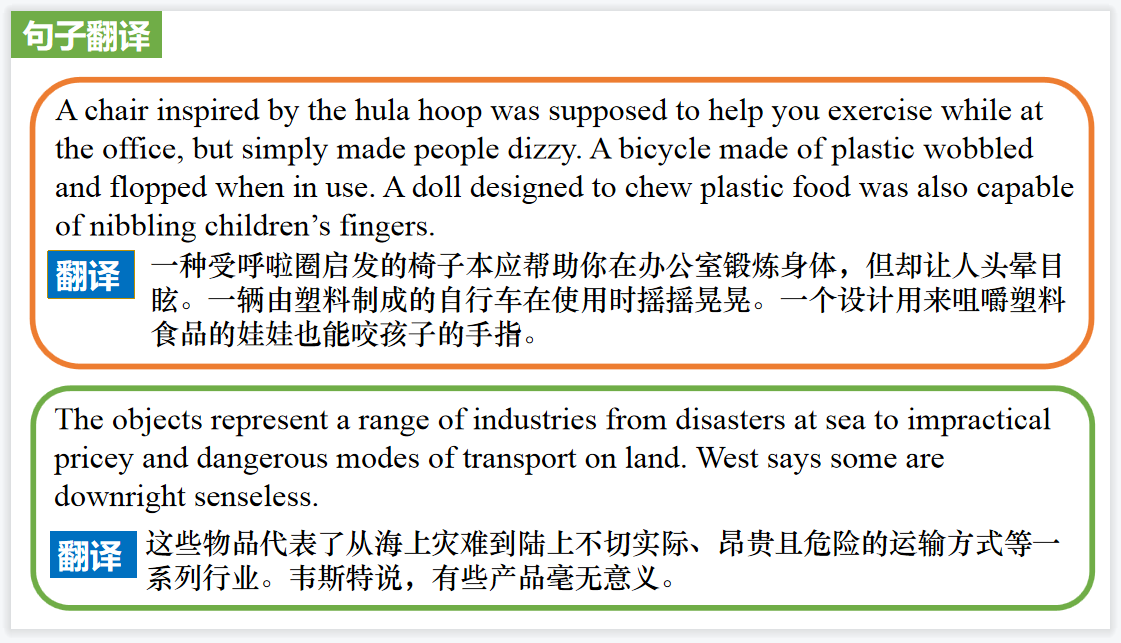 句子翻译
A chair inspired by the hula hoop was supposed to help you exercise while at
the office, but simply made people dizzy. A bicycle made of plastic wobbled
and flopped when in use. A doll designed to chew plastic food was also capable
of nibbling children’s fingers.
翻译
一种受呼啦圈启发的椅子本应帮助你在办公室锻炼身体，但却让人头晕目
眩。一辆由塑料制成的自行车在使用时摇摇晃晃。一个设计用来咀嚼塑料
食品的娃娃也能咬孩子的手指。
The objects represent a range of industries from disasters at sea to impractical
pricey and dangerous modes of transport on land. West says some are
downright senseless.
翻译
这些物品代表了从海上灾难到陆上不切实际、昂贵且危险的运输方式等一
系列行业。韦斯特说，有些产品毫无意义。